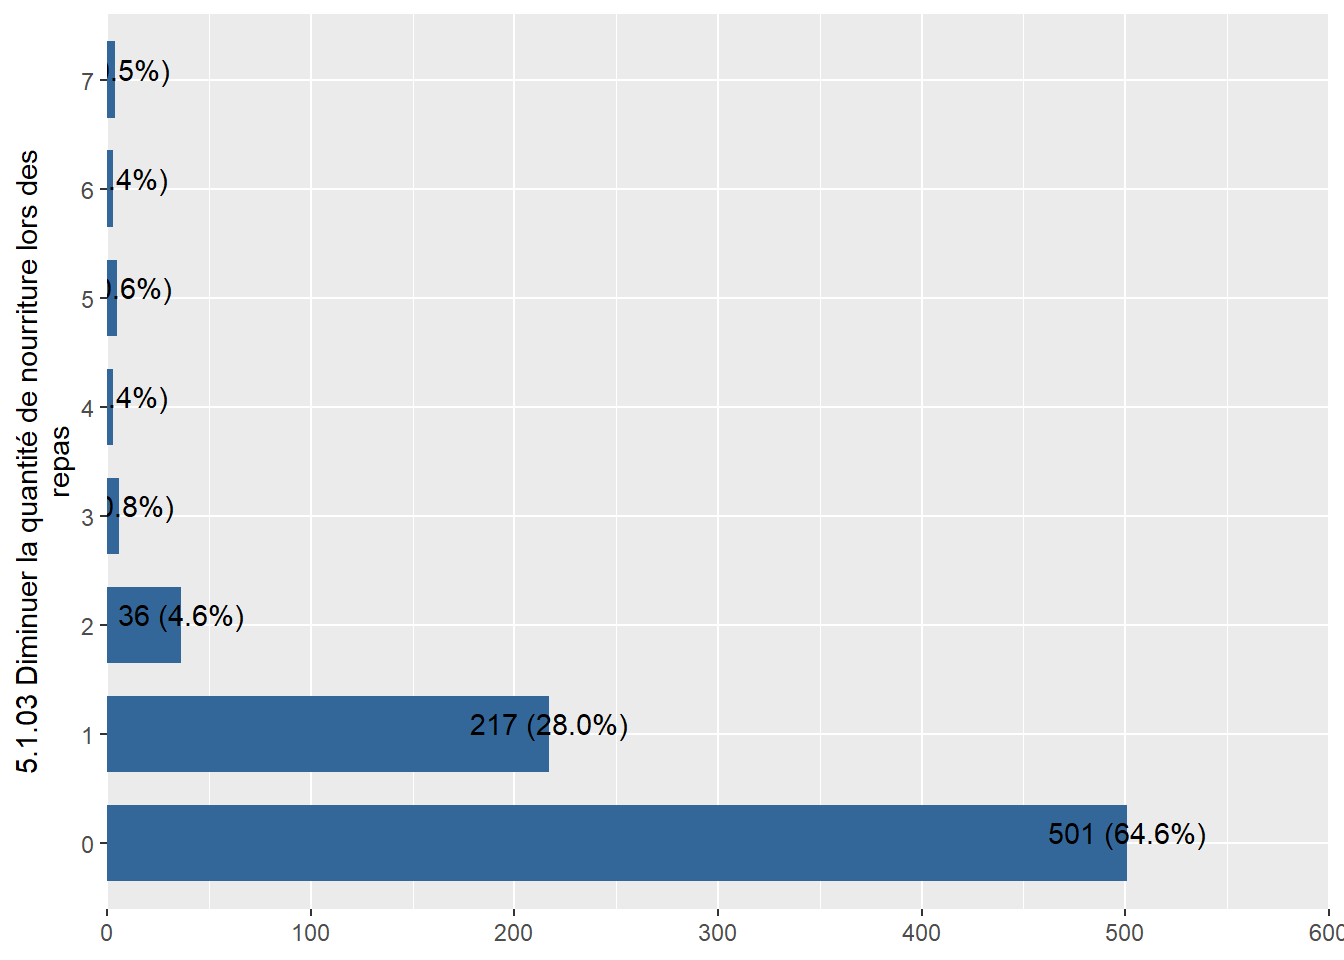 5.1.03 Diminuer la quantité de nourriture lors des
repas
7 .5%)
6 .4%)
5 .6%)
4 .4%)
3 0.8%)
2 36 (4.6%)
1 217 (28.0%)
0 501 (64.6%)
0 100 200 300 400 500 600